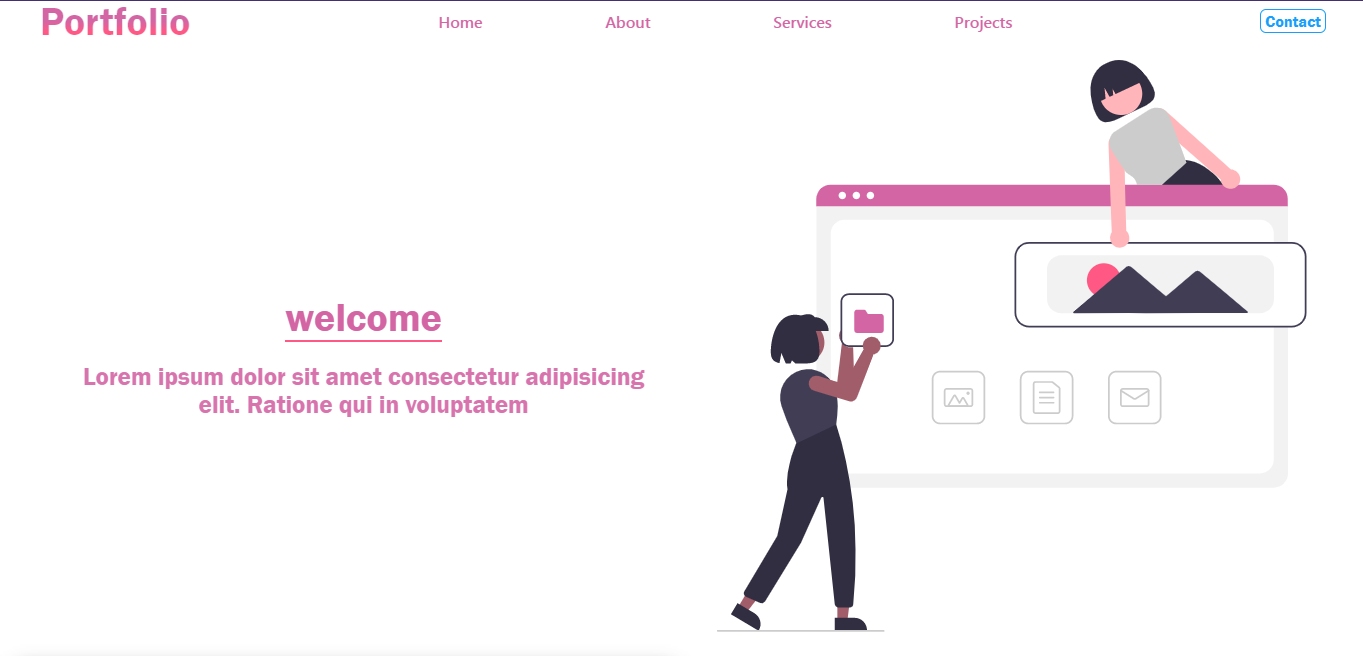 Portfolio
Home
About
Services
Projects
Contact
welcome
Lorem ipsum dolor sit amet consectetur adipisicing
elit. Ratione qui in voluptatem